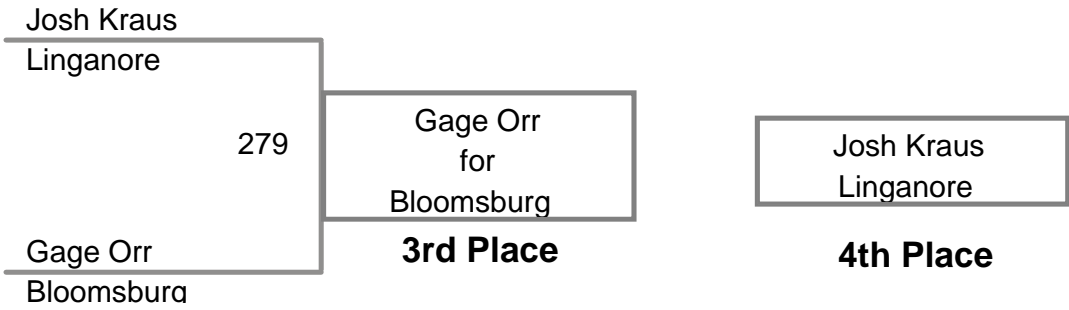 Josh Kraus
Linganore
279
Gage Orr
Bloomsburg
Gage Orr
for
Bloomsburg
3rd Place
Josh Kraus
Linganore
4th Place